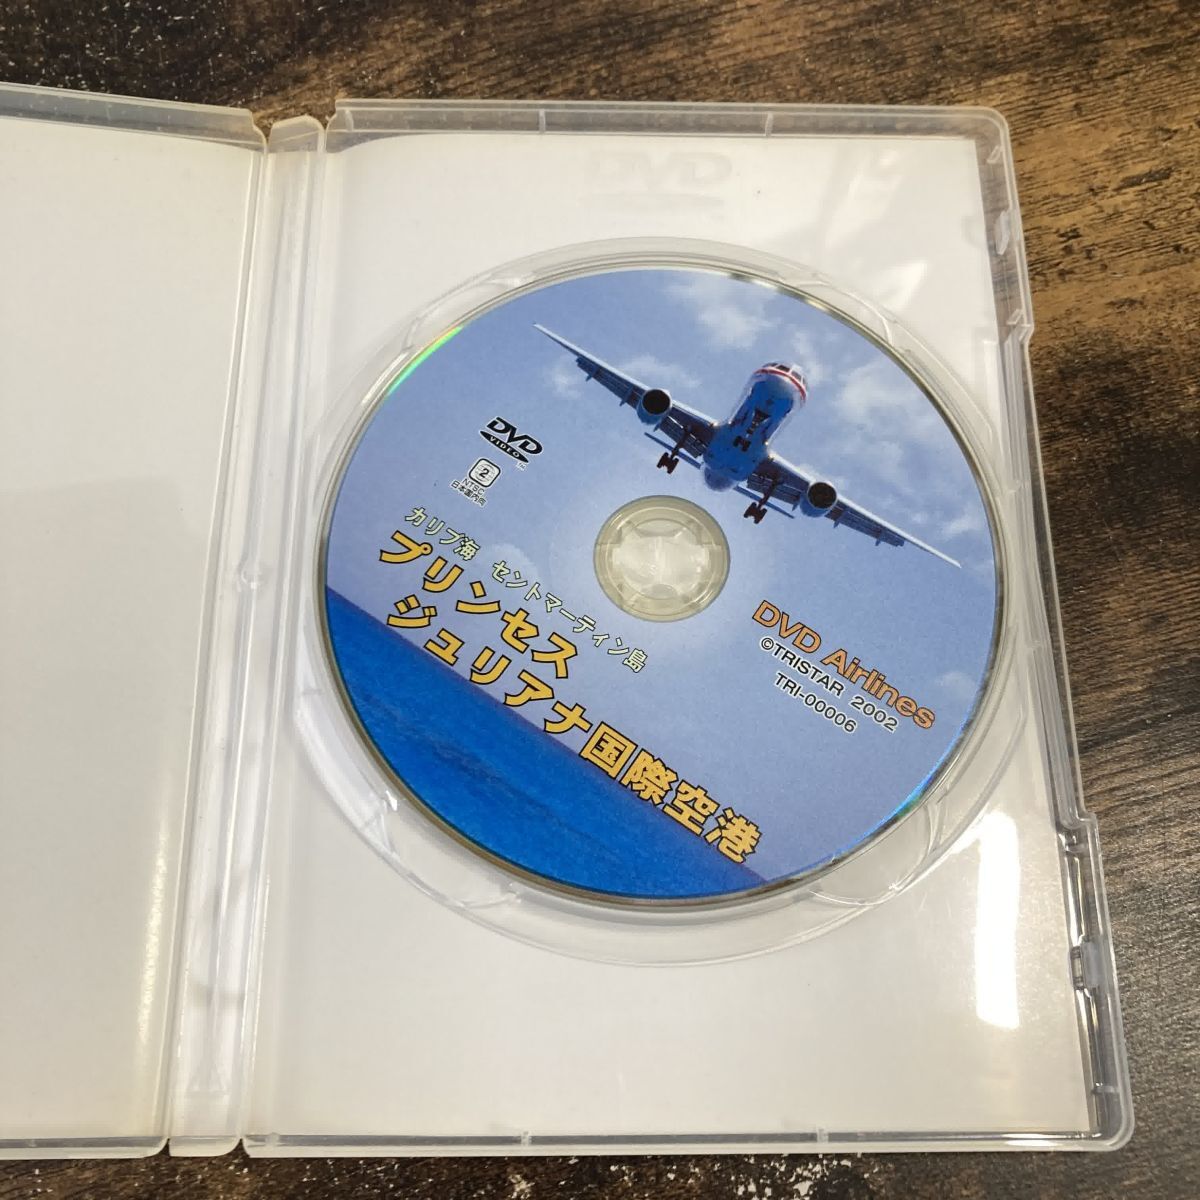 DVD
DVD
VIDEO
TM
2
NTSC
日本国内向
カリブ海 セントマーティン島
プリンセス
ジュリアナ国際空港
DVD Airlines
©TRISTAR 2002
TRI-00006